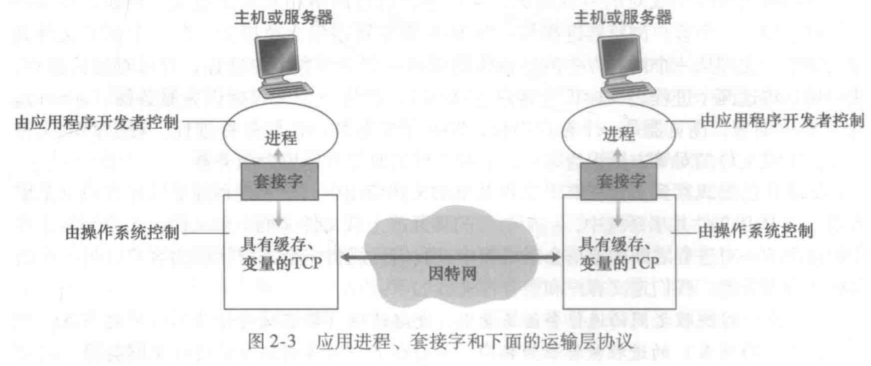 主机或服务器
主机或服务器
由应用程序开发者控制
进程
进程
由应用程序开发者控制
套接字
套接字
由操作系统控制
具有缓存、
变量的TCP
因特网
具有缓存、
变量的TCP
由操作系统控制
图 2-3 应用进程、套接字和下面的运输层协议